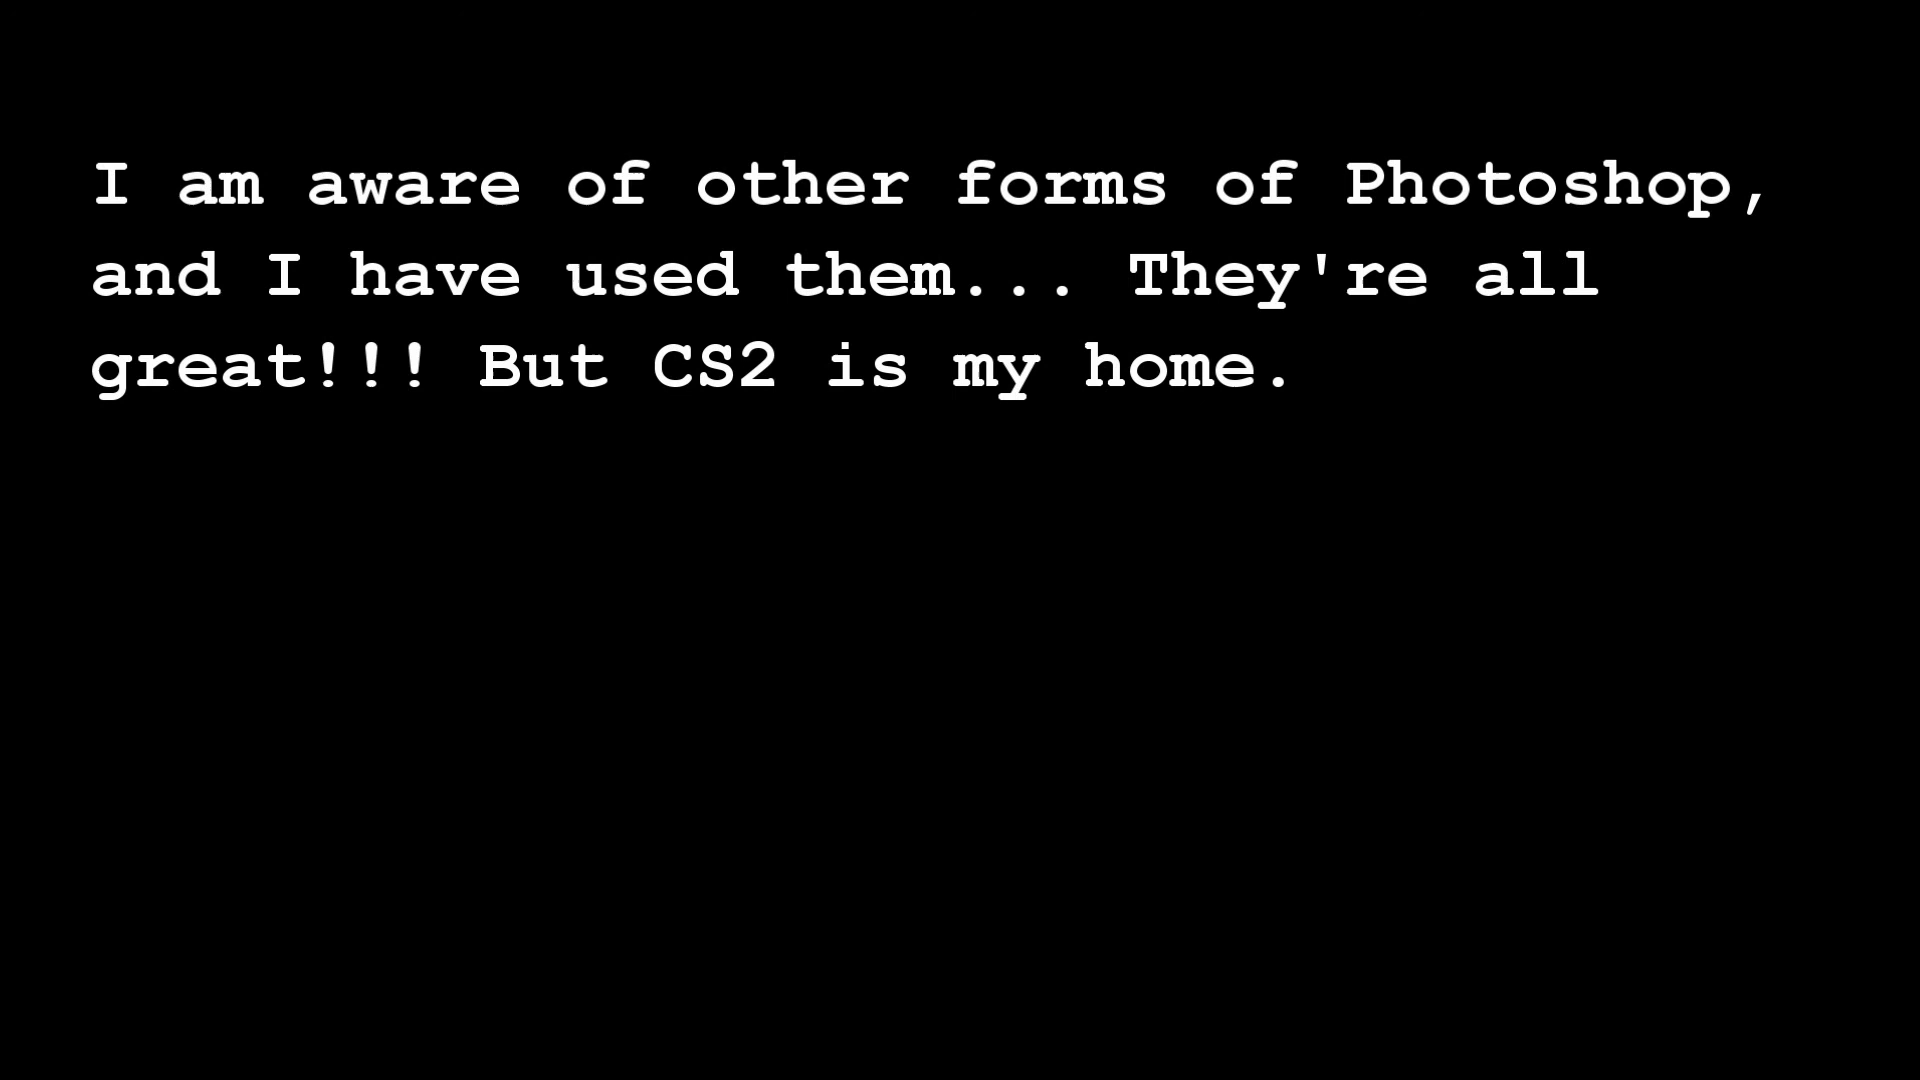 I am aware of other forms of Photoshop,
and I have used them... They're all
great!!! But CS2 is my home.